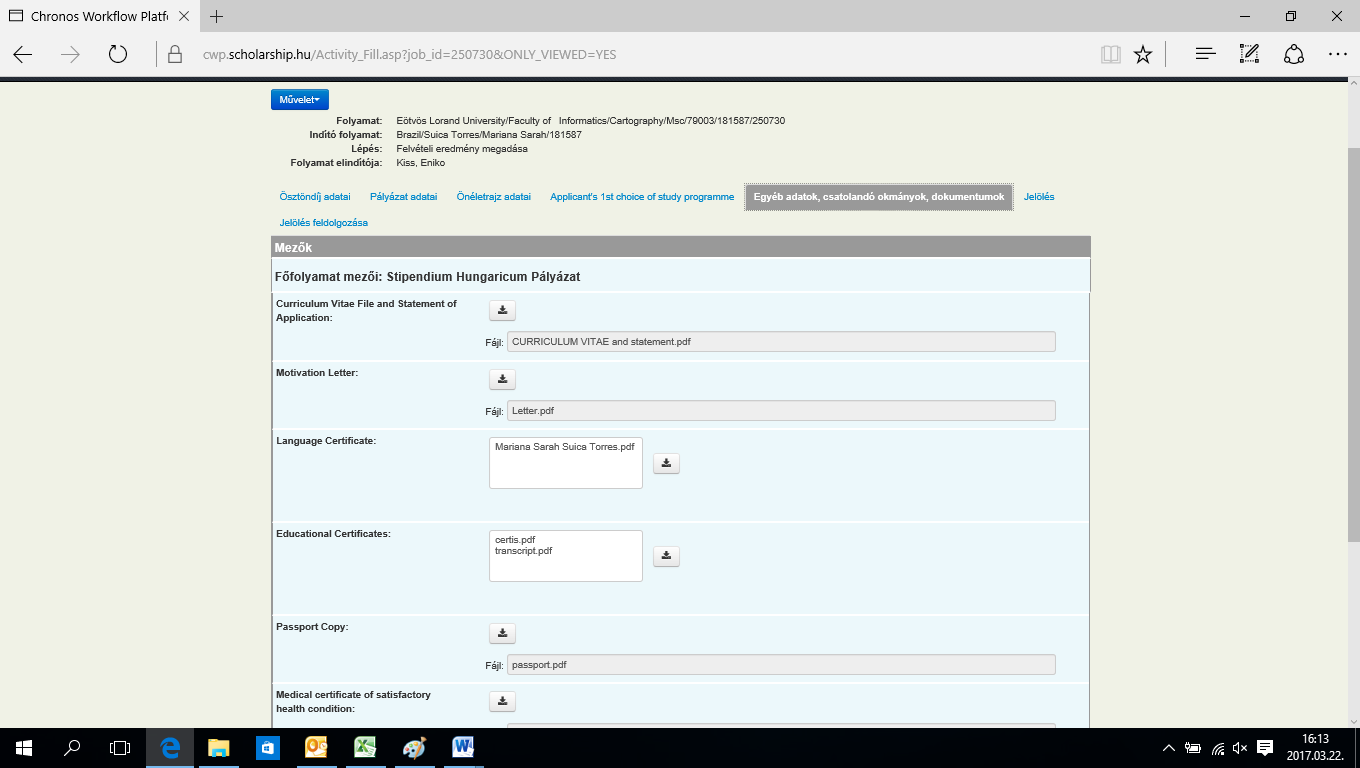 Chronos Workflow Platf
cwp.scholarship.hu/Activity_Fill.asp?job_id=250730&ONLY_VIEWED=YES
Művelet
Folyamat: Eötvös Lorand University/Faculty of Informatics/Cartography/Msc/79003/181587/250730
Indító folyamat: Brazil/Suica Torres/Mariana Sarah/181587
Lépés: Felvételi eredmény megadása
Folyamat elindítója: Kiss, Eniko
Ösztöndíj adatai Pályázat adatai Önéletrajz adatai Applicant's 1st choice of study programme Egyéb adatok, csatolandó okmányok, dokumentumok Jelölés
Jelölés feldolgozása
Mezők
Főfolyamat mezői: Stipendium Hungaricum Pályázat
Curriculum Vitae File and Statement of
Application:
Fájl: CURRICULUM VITAE and statement.pdf
Motivation Letter:
Fájl: Letter.pdf
Language Certificate:
Mariana Sarah Suica Torres.pdf
Educational Certificates:
certis.pdf
transcript.pdf
Passport Copy:
Fájl: passport.pdf
Medical certificate of satisfactory
health condition:
16:13
2017.03.22.